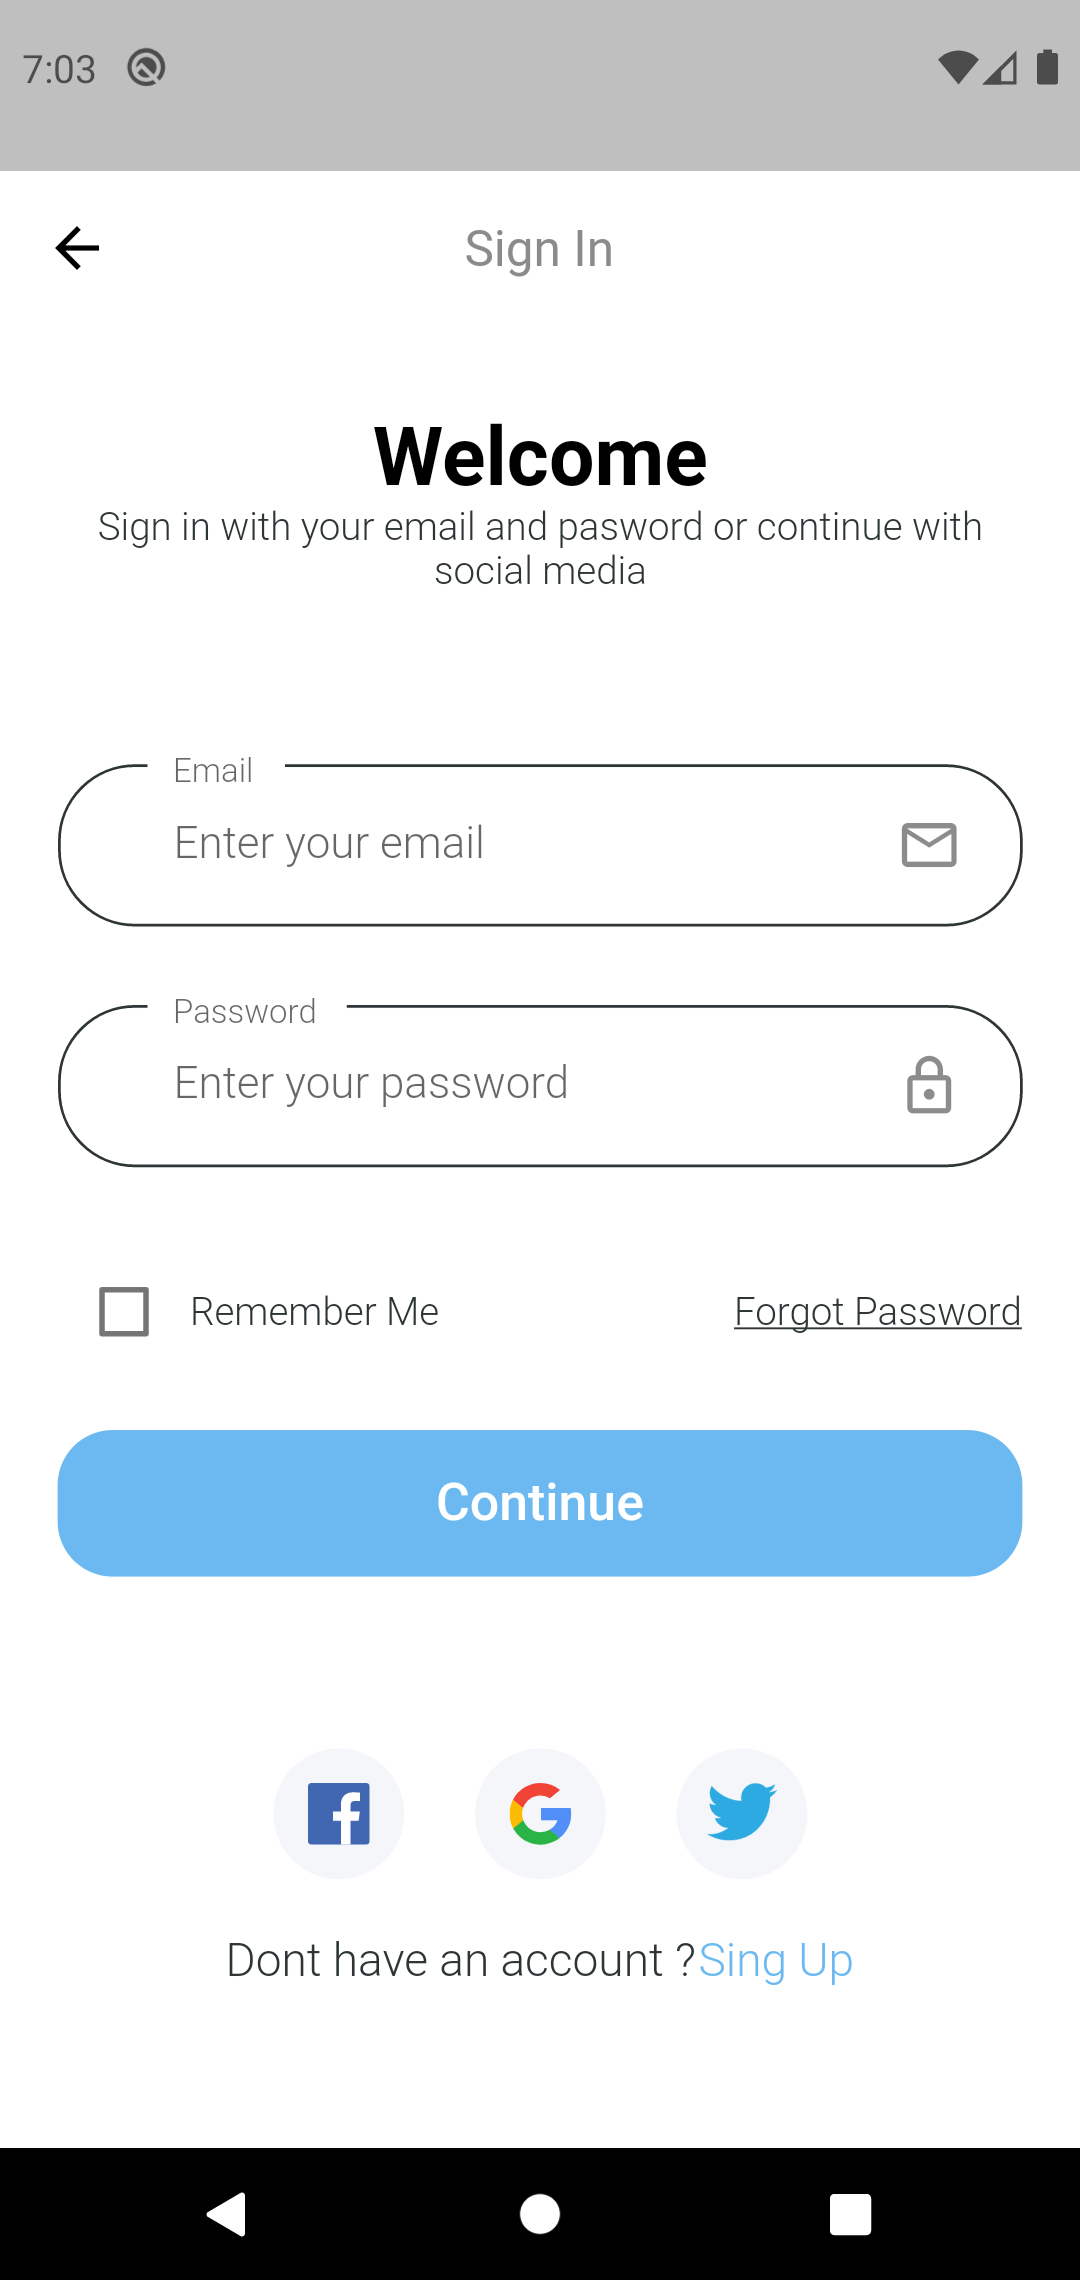 7:03
Sign In
Welcome
Sign in with your email and pasword or continue with
social media
Email
Enter your email
Password
Enter your password
Remember Me
Forgot Password
Continue
Dont have an account ?Sing Up